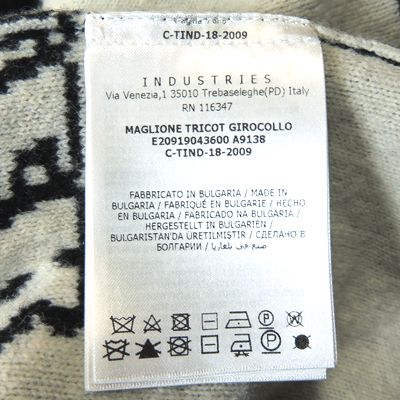 C-TIND-18-2009
INDUSTRIES
Via Venezia,1 35010 Trebaseleghe(PD) Italy
RN 116347
MAGLIONE TRICOT GIROCOLLO
E20919043600 A9138
C-TIND-18-2009
FABBRICATO IN BULGARIA / MADE IN
BULGARIA / FABRIQUÉ EN BULGARIE / HECHO
EN BULGARIA / FABRICADO NA BULGÁRIA /
HERGESTELLT IN BULGARIEN /
BULGARISTAN'DA ÜRETILMIŞTIR / СДЕЛАНО В
БОЛГАРИИ / صنع في بلغاريا